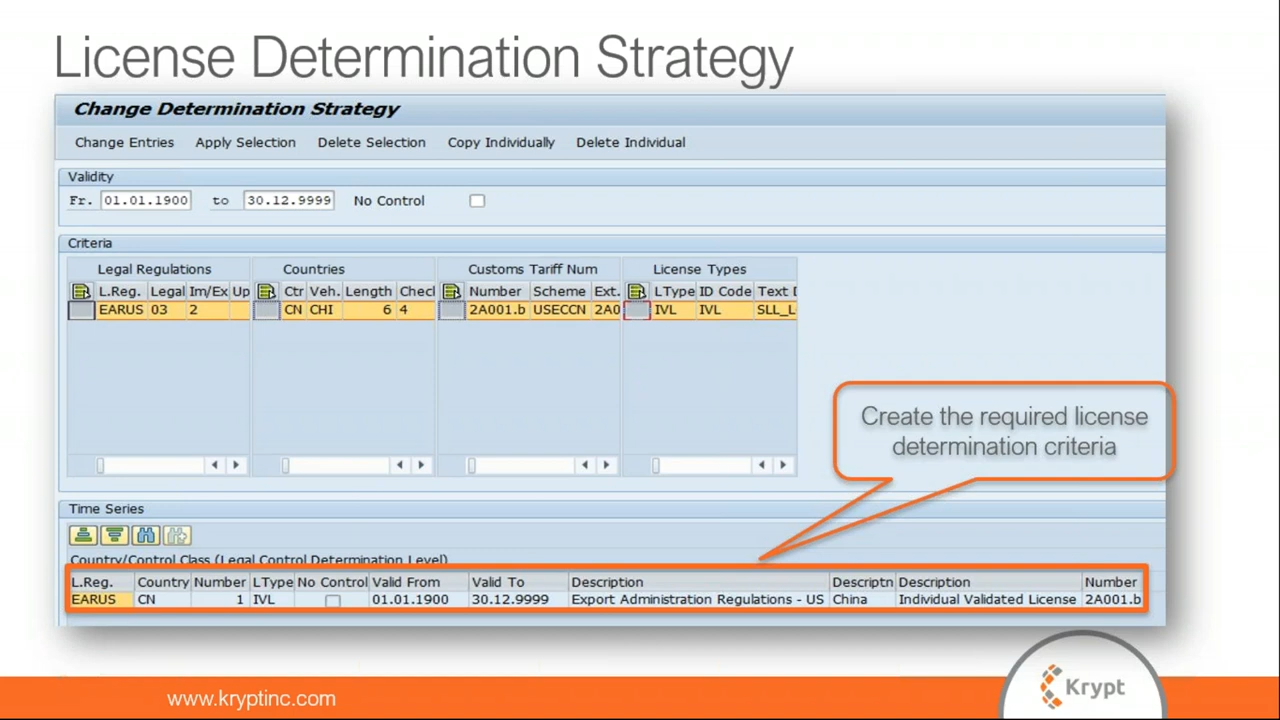 License Determination Strategy
Change Determination Strategy
Change Entries Apply Selection Delete Selection Copy Individually Delete Individual
Validity
Fr. 01.01.1900 to 30.12.9999 No Control
Criteria
Legal Regulations Countries Customs Tariff Num License Types
L.Reg. Legal Im/Ex Up Ctr Veh. Length Checl Number Scheme Ext. LType ID Code Text D
EARUS 03 2 CN CHI 6 4 2A001.b USECCN 2A0 IVL IVL SLL_L
Create the required license
determination criteria
Time Series
Country/Control Class (Legal Control Determination Level)
L.Reg. Country Number LType No Control Valid From Valid To Description Descriptn Description Number
EARUS CN 1 IVL 01.01.1900 30.12.9999 Export Administration Regulations - US China Individual Validated License 2A001.b
www.kryptinc.com
Krypt